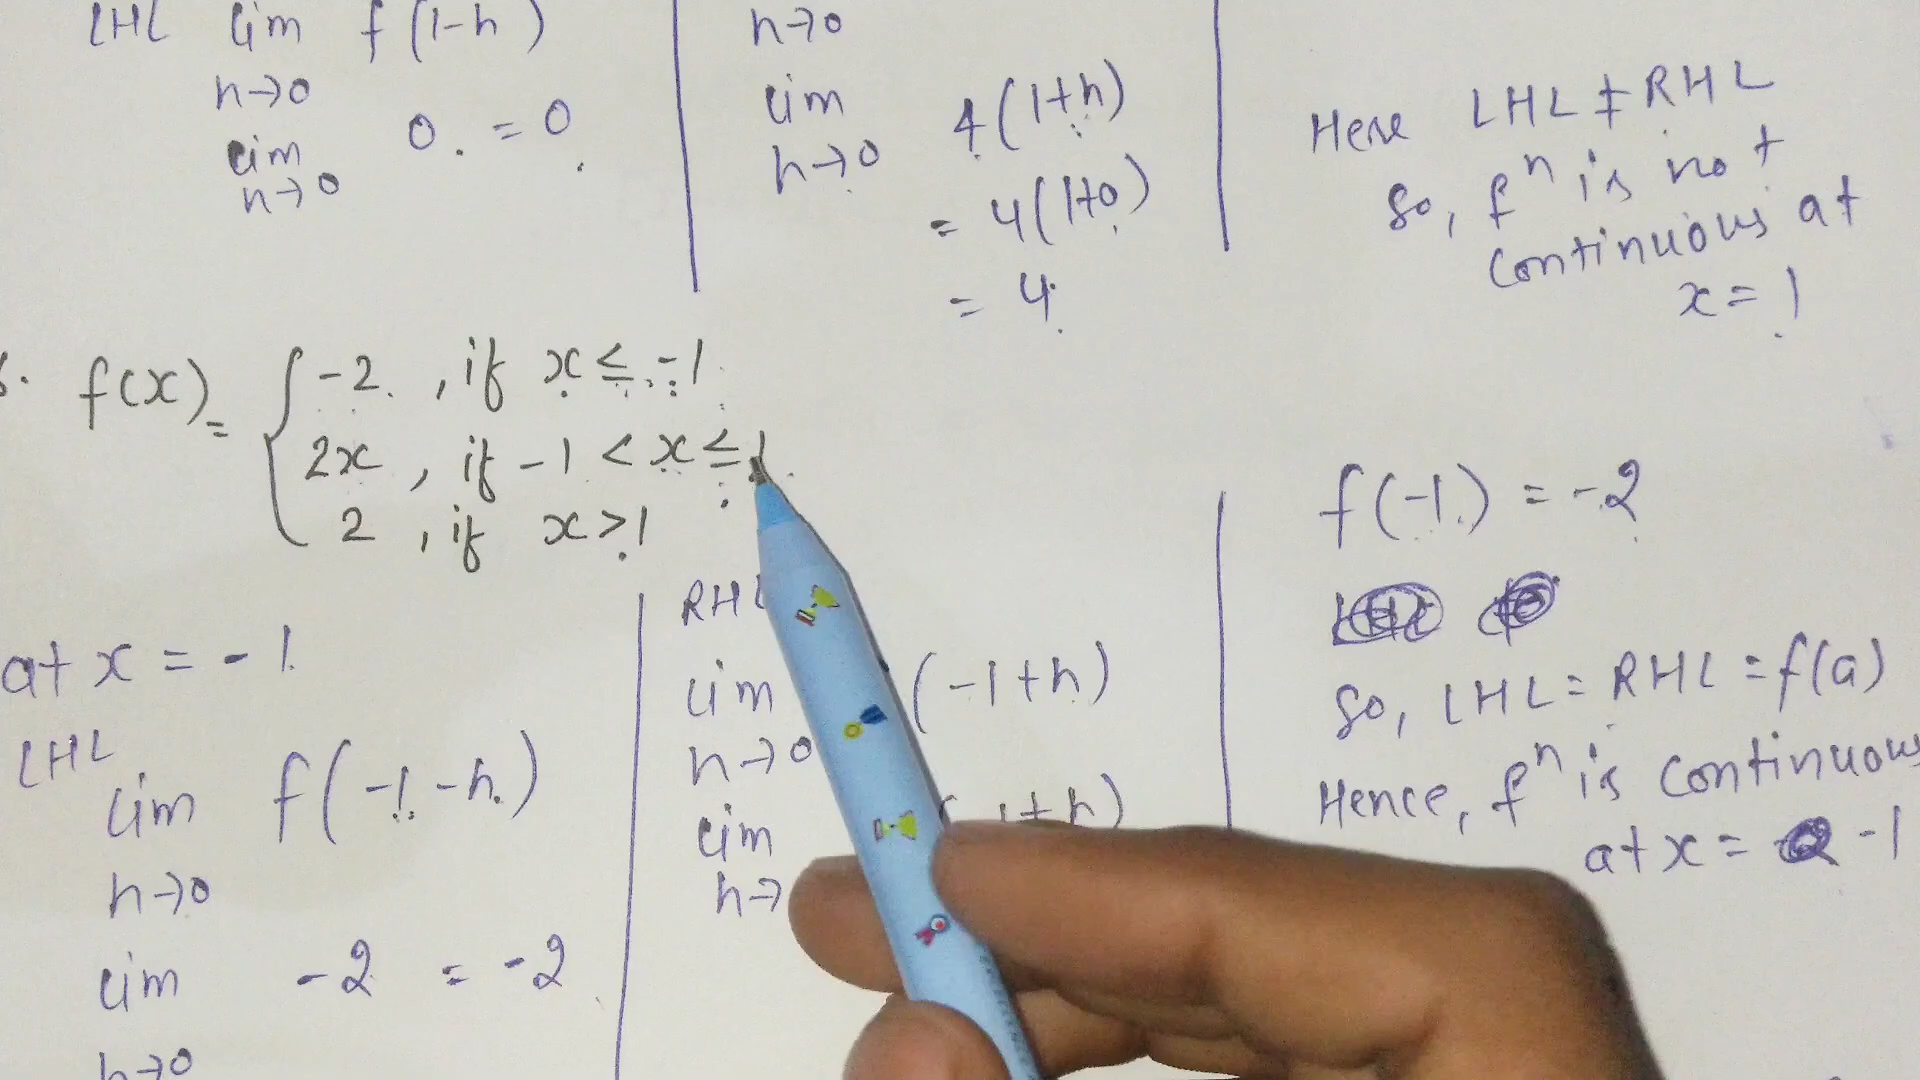 LHL lim f(1-h)
h→0
lim 0 = 0
h→0
h→0
lim 4(1+h)
h→0
= 4(1+0)
= 4
Here LHL ≠ RHL
So, fⁿ is not
continuous at
x = 1
f(x) = { -2 , if x ≤ -1
2x , if -1 < x ≤ 1
2 , if x > 1
at x = -1
LHL
lim f(-1-h)
h→0
lim -2 = -2
h→0
RHL
lim (-1+h)
h→0
lim
h→
f(-1) = -2
So, LHL = RHL = f(a)
Hence, fⁿ is continuous
at x = -1